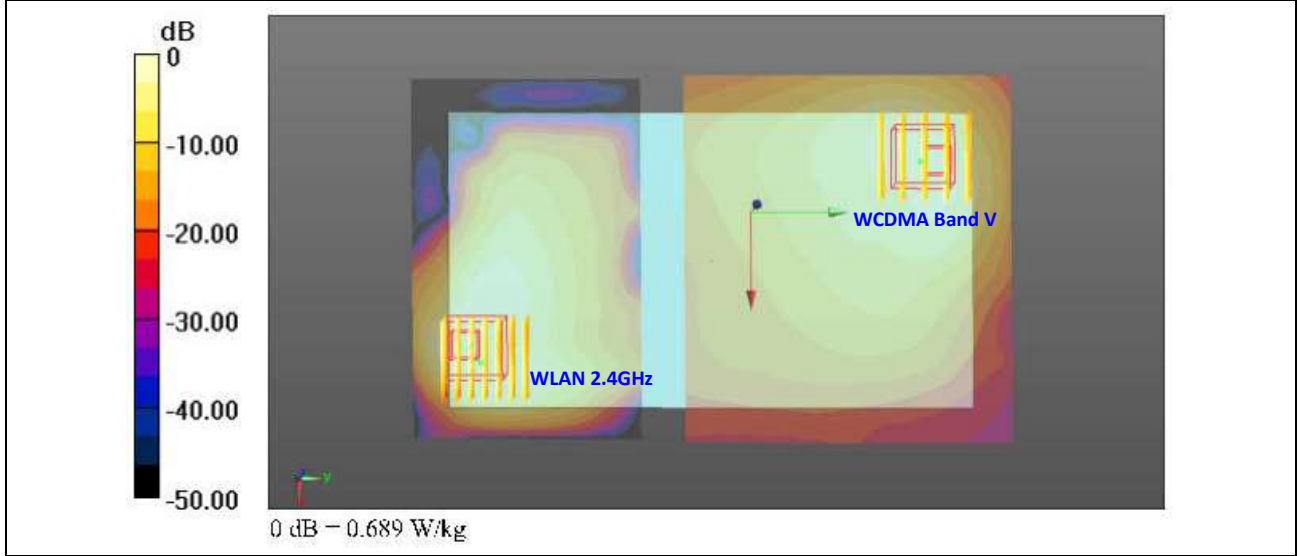 dB
0
-10.00
-20.00
-30.00
-40.00
-50.00
WCDMA Band V
WLAN 2.4GHz
y
0 dB = 0.689 W/kg